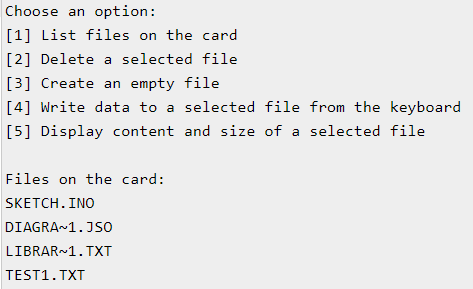 Choose an option:
[1] List files on the card
[2] Delete a selected file
[3] Create an empty file
[4] Write data to a selected file from the keyboard
[5] Display content and size of a selected file
Files on the card:
SKETCH.INO
DIAGRA~1.JSO
LIBRAR~1.TXT
TEST1.TXT